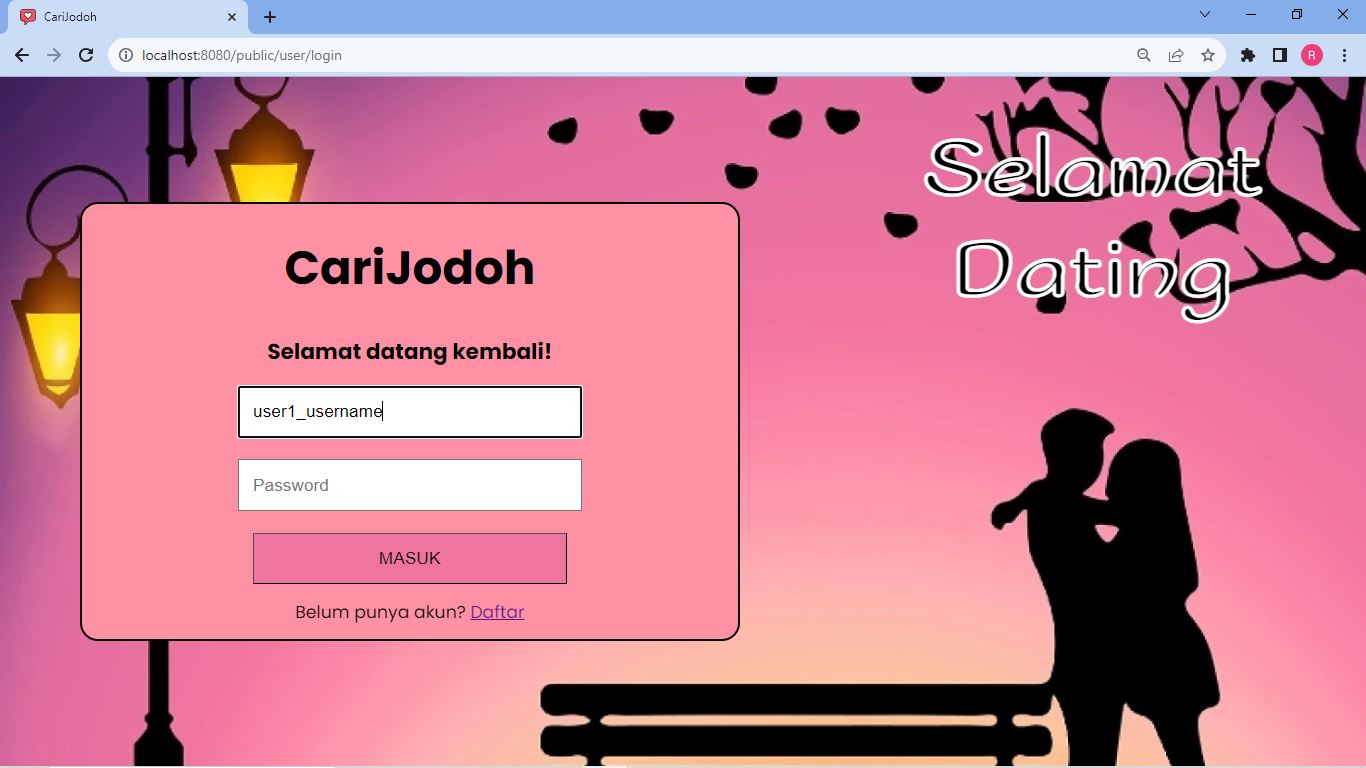 CariJodoh
localhost:8080/public/user/login
R
Selamat
Dating
CariJodoh
Selamat datang kembali!
user1_username
Password
MASUK
Belum punya akun? Daftar